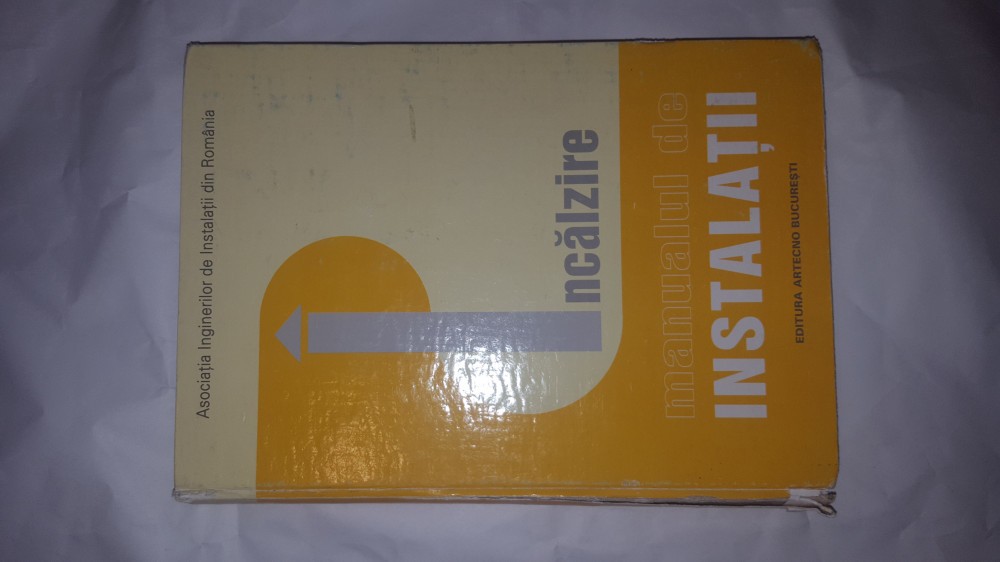 Asociația Inginerilor de Instalații din România
Încălzire
manualul de
INSTALAȚII
EDITURA ARTECNO BUCUREȘTI